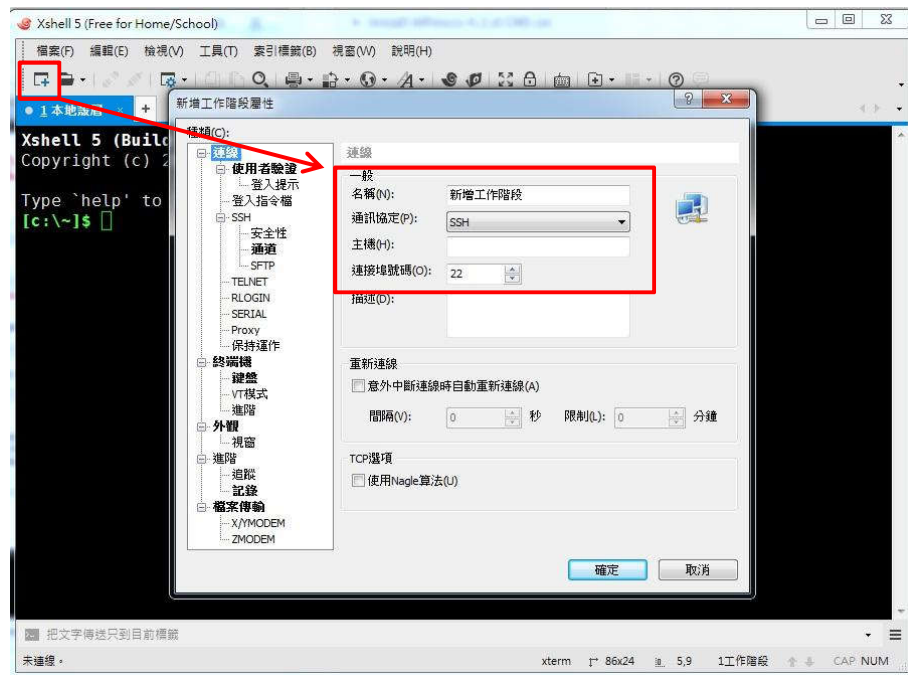 Xshell 5 (Free for Home/School)
檔案(F) 編輯(E) 檢視(V) 工具(T) 索引標籤(B) 視窗(W) 說明(H)
1 本地
新增工作階段屬性
Xshell 5 (Build
Copyright (c) 2
Type `help' to
[c:\~]$
種類(C):
連線
使用者驗證
登入提示
登入指令檔
SSH
安全性
通道
SFTP
TELNET
RLOGIN
SERIAL
Proxy
保持運作
終端機
鍵盤
VT模式
進階
外觀
視窗
進階
追蹤
記錄
檔案傳輸
X/YMODEM
ZMODEM
連線
一般
名稱(N): 新增工作階段
通訊協定(P): SSH
主機(H):
連接埠號碼(O): 22
描述(D):
重新連線
意外中斷連線時自動重新連線(A)
間隔(V): 0 秒 限制(L): 0 分鐘
TCP選項
使用Nagle算法(U)
確定 取消
把文字傳送只到目前標籤
未連線。 xterm 86x24 5,9 1工作階段 CAP NUM